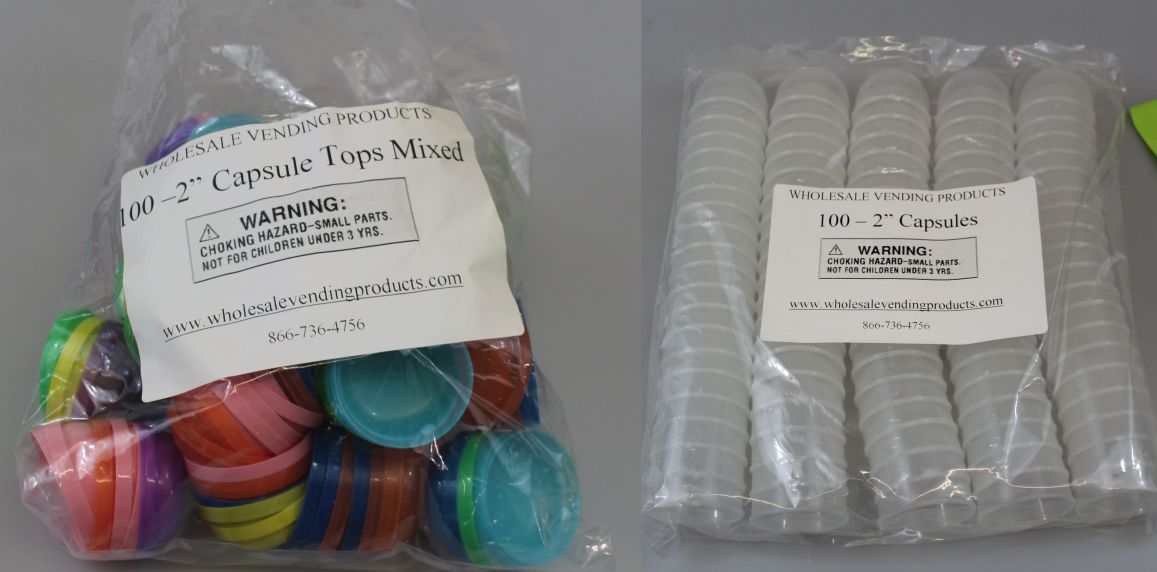 WHOLESALE VENDING PRODUCTS
100 –2” Capsule Tops Mixed
WARNING:
CHOKING HAZARD–SMALL PARTS.
NOT FOR CHILDREN UNDER 3 YRS.
www.wholesalevendingproducts.com
866-736-4756
WHOLESALE VENDING PRODUCTS
100 – 2” Capsules
WARNING:
CHOKING HAZARD–SMALL PARTS.
NOT FOR CHILDREN UNDER 3 YRS.
www.wholesalevendingproducts.com
866-736-4756